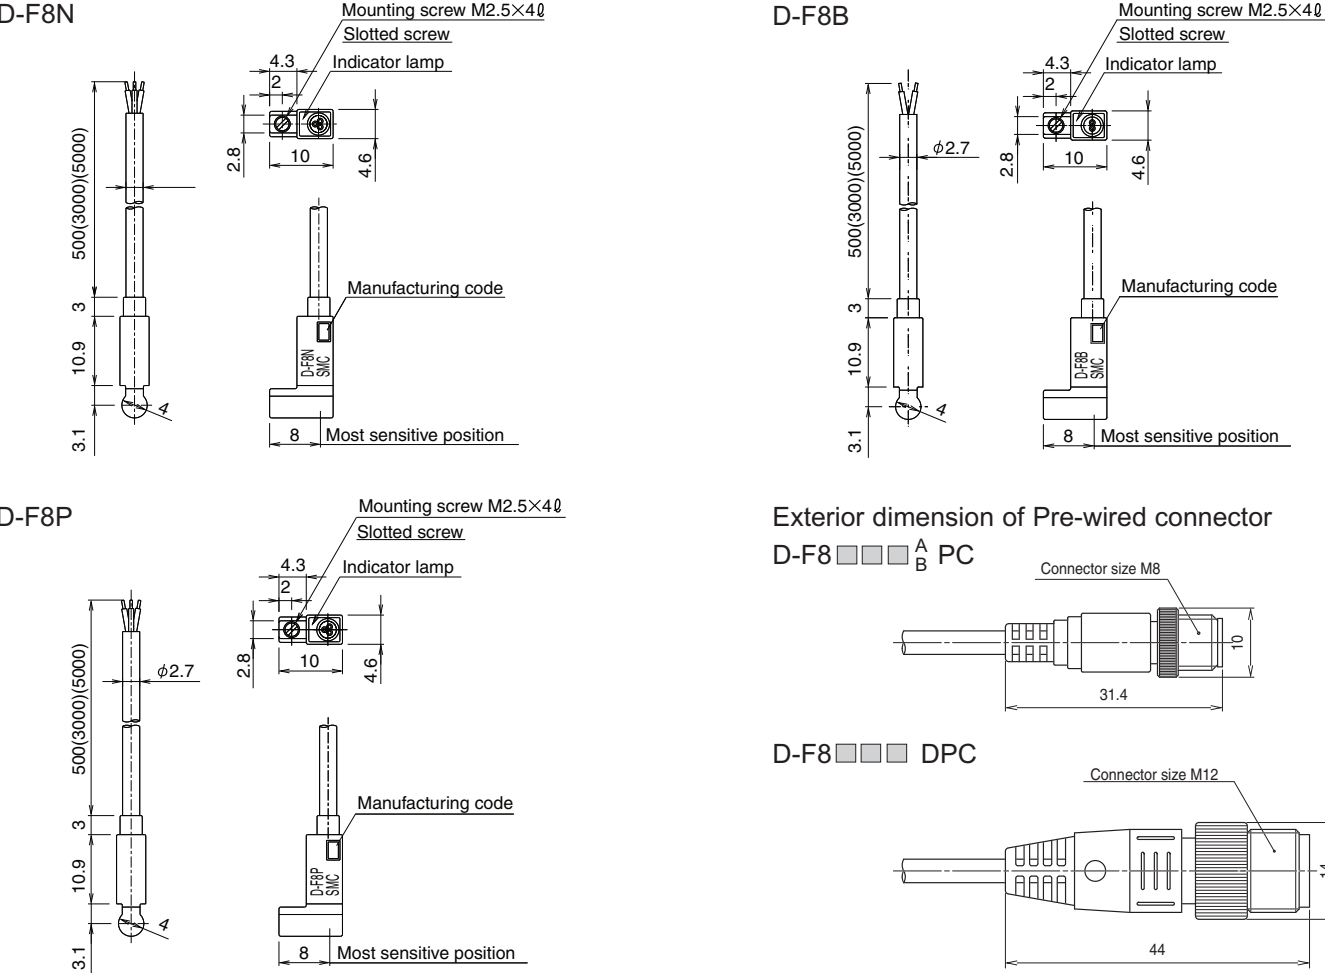 D-F8N
Mounting screw M2.5×4ℓ
Slotted screw
Indicator lamp
4.3
2
2.8
10
4.6
500(3000)(5000)
3
10.9
3.1
4
Manufacturing code
D-F8N
SMC
8
Most sensitive position
D-F8B
Mounting screw M2.5×4ℓ
Slotted screw
Indicator lamp
4.3
2
2.8
10
4.6
500(3000)(5000)
ϕ2.7
3
10.9
3.1
4
Manufacturing code
D-F8B
SMC
8
Most sensitive position
D-F8P
Mounting screw M2.5×4ℓ
Slotted screw
Indicator lamp
4.3
2
2.8
10
4.6
500(3000)(5000)
ϕ2.7
3
10.9
3.1
4
Manufacturing code
D-F8P
SMC
8
Most sensitive position
Exterior dimension of Pre-wired connector
D-F8□□□ A B PC
Connector size M8
10
31.4
D-F8□□□ DPC
Connector size M12
14
44